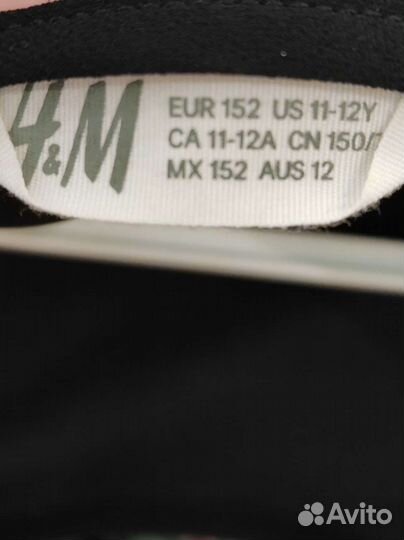 H&M
EUR 152 US 11-12Y
CA 11-12A CN 150/
MX 152 AUS 12
Avito